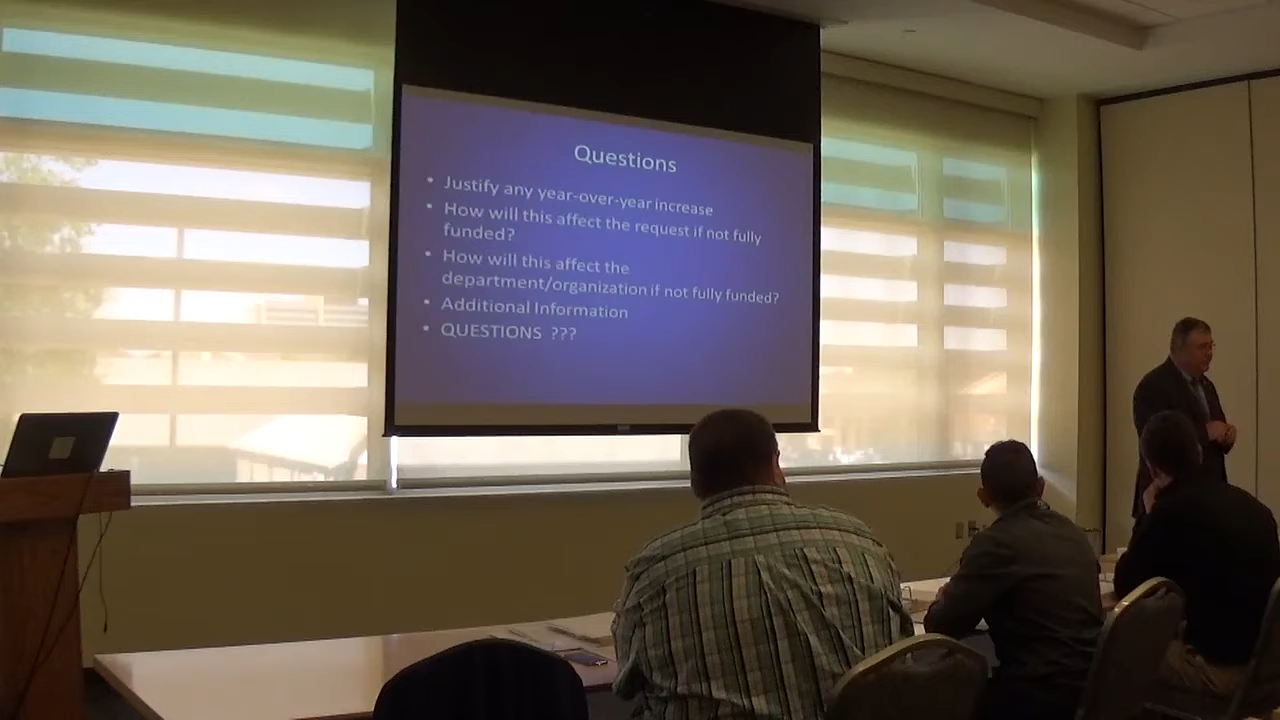 Questions
• Justify any year-over-year increase
• How will this affect the request if not fully
funded?
• How will this affect the
department/organization if not fully funded?
• Additional Information
• QUESTIONS ???